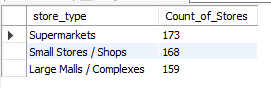 store_type Count_of_Stores
Supermarkets 173
Small Stores / Shops 168
Large Malls / Complexes 159